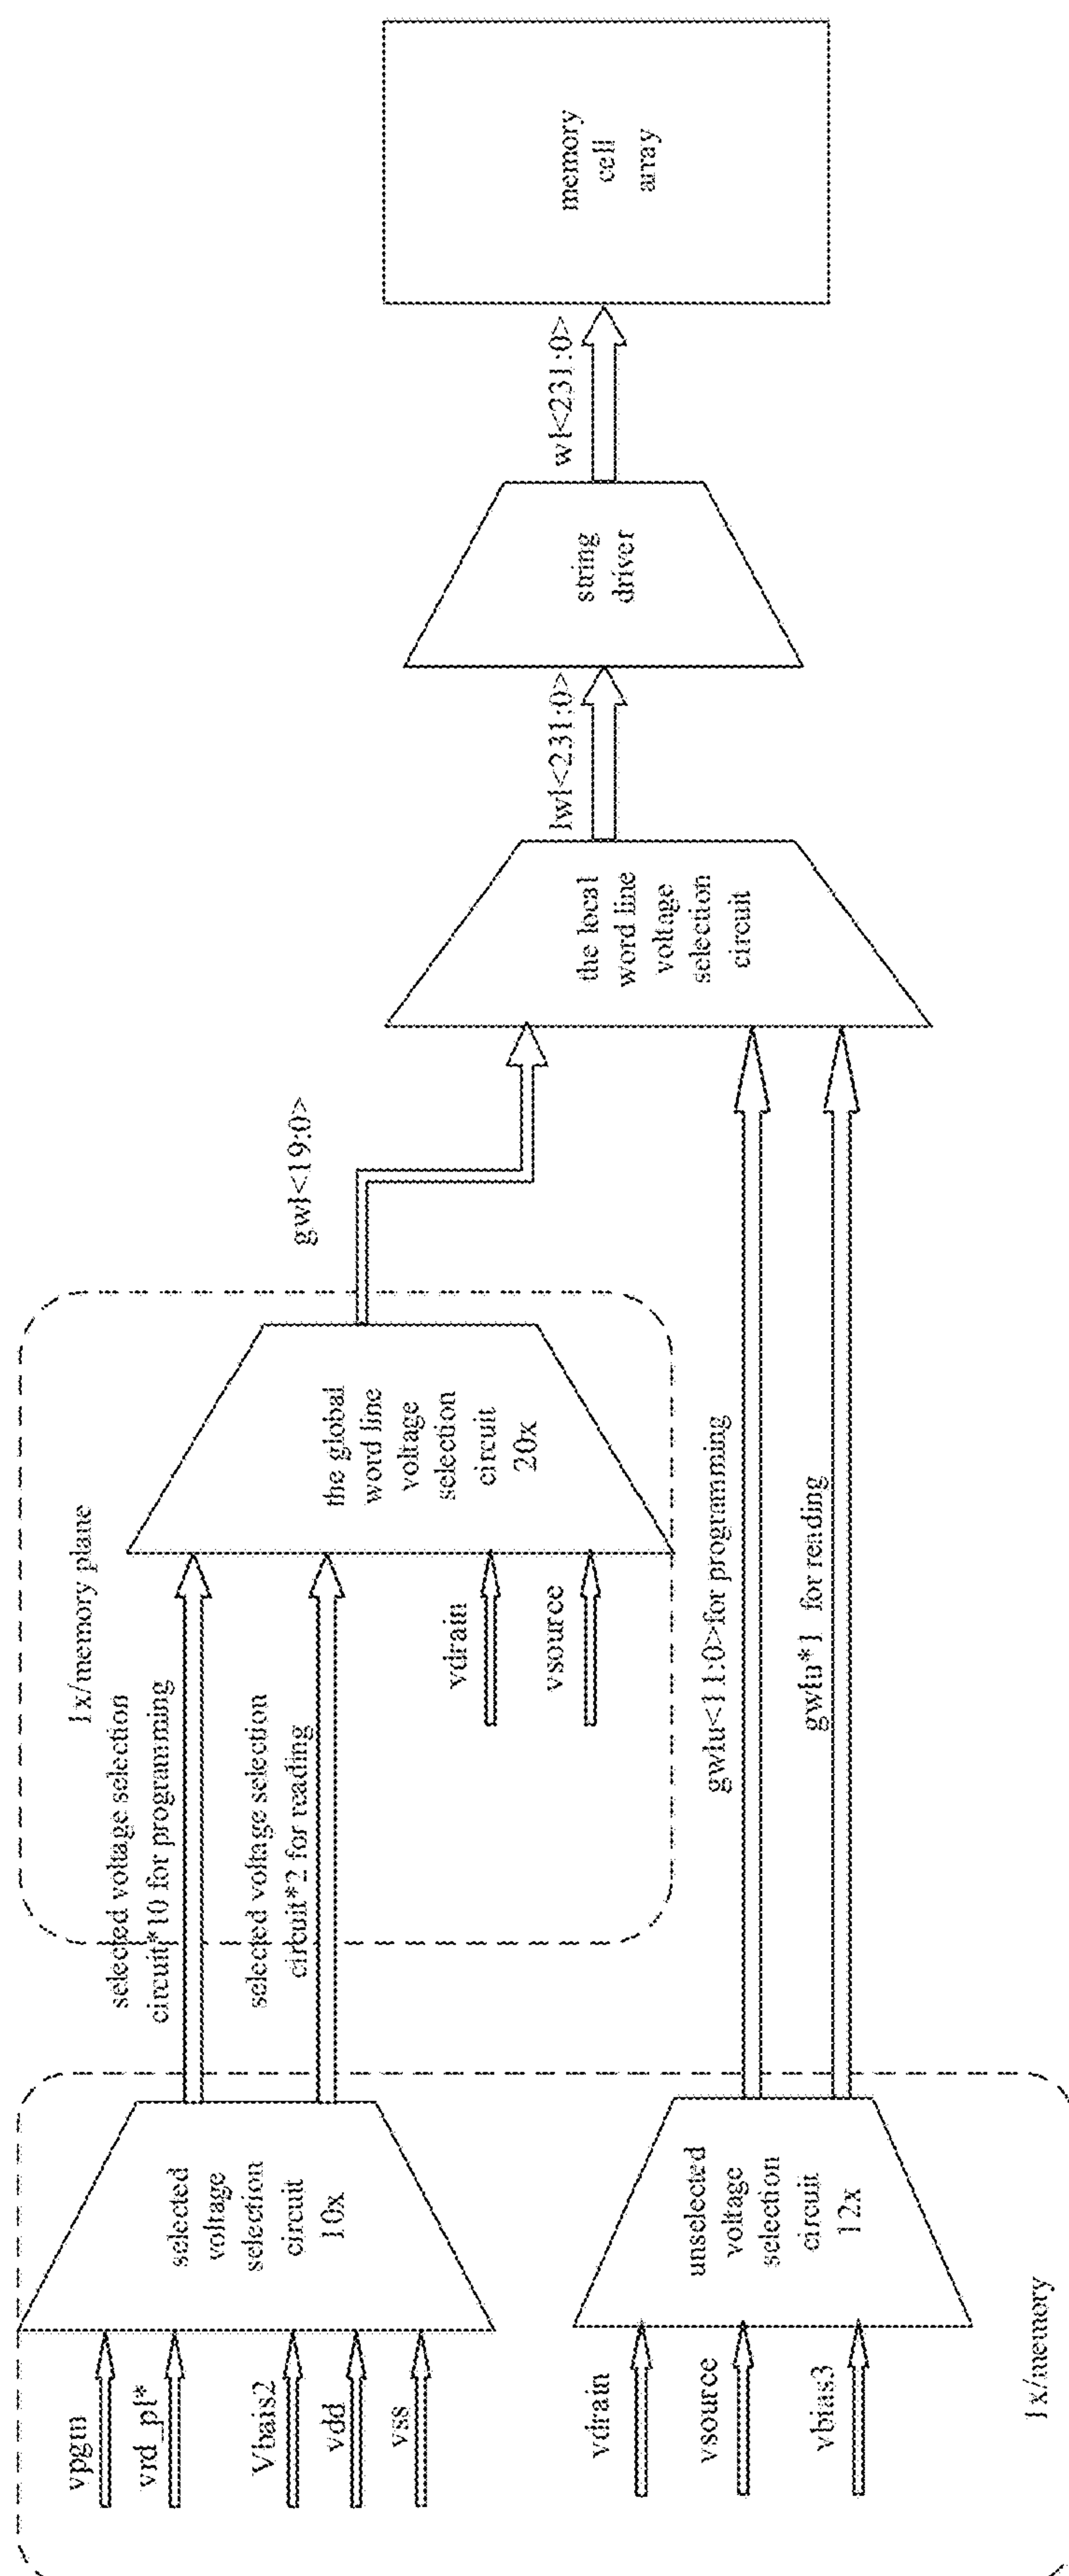 vpgm
vrd_pl*
Vbais2
vdd
vss
selected
voltage
selection
circuit
10x
vdrain
vsource
vbias3
unselected
voltage
selection
circuit
12x
1x/memory
selected voltage selection
circuit*10 for programming
selected voltage selection
circuit*2 for reading
1x/memory plane
vdrain
vsource
the global
word line
voltage
selection
circuit
20x
gwl<19:0>
gwlu<11:0>for programming
gwlu*1 for reading
the local
word line
voltage
selection
circuit
lwl<231:0>
string
driver
wl<231:0>
memory
cell
array